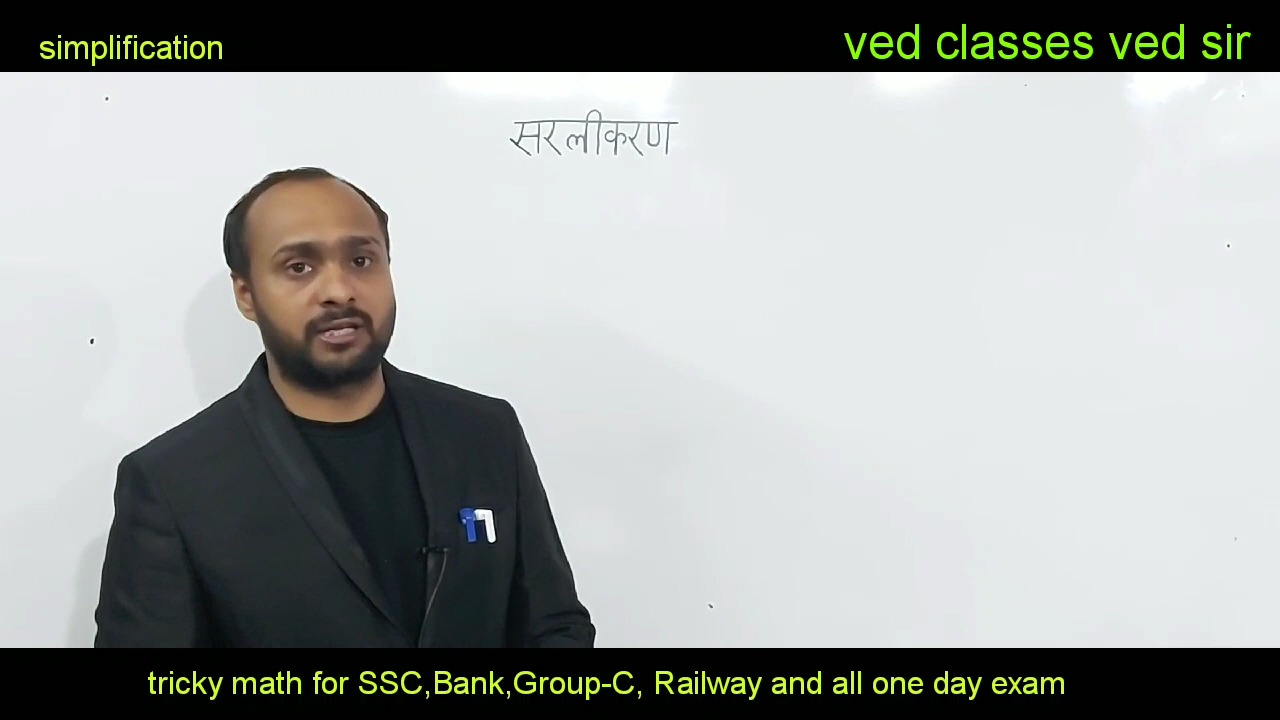 simplification
ved classes ved sir
सरलीकरण
tricky math for SSC,Bank,Group-C, Railway and all one day exam